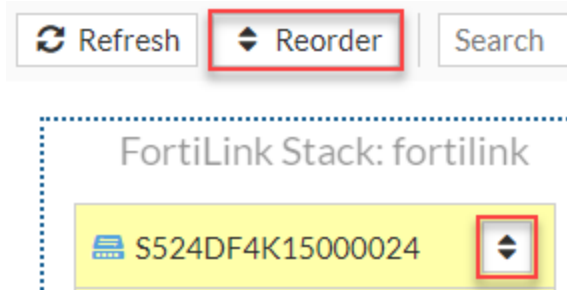 Refresh Reorder Search
FortiLink Stack: fortilink
S524DF4K15000024